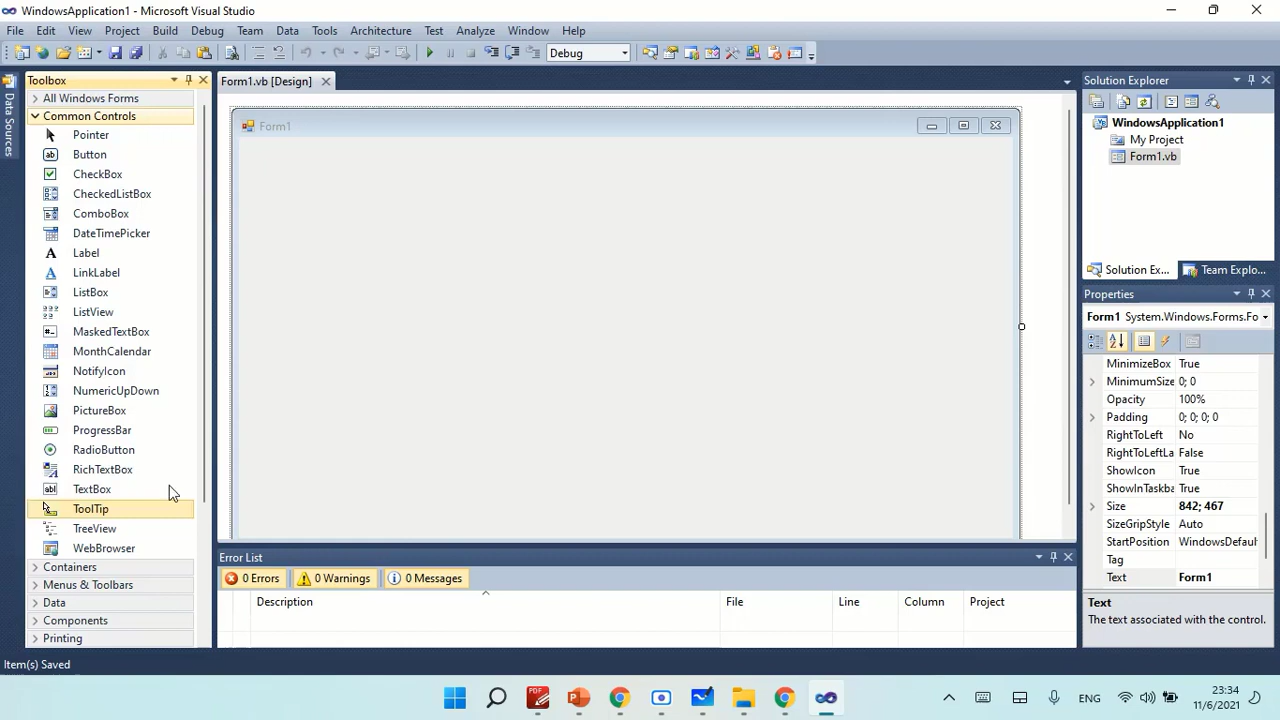 WindowsApplication1 - Microsoft Visual Studio
File Edit View Project Build Debug Team Data Tools Architecture Test Analyze Window Help
Debug
Data Sources
Toolbox
All Windows Forms
Common Controls
Pointer
Button
CheckBox
CheckedListBox
ComboBox
DateTimePicker
Label
LinkLabel
ListBox
ListView
MaskedTextBox
MonthCalendar
NotifyIcon
NumericUpDown
PictureBox
ProgressBar
RadioButton
RichTextBox
TextBox
ToolTip
TreeView
WebBrowser
Containers
Menus & Toolbars
Data
Components
Printing
Form1.vb [Design]
Form1
Error List
0 Errors 0 Warnings 0 Messages
Description File Line Column Project
Solution Explorer
WindowsApplication1
My Project
Form1.vb
Solution Ex... Team Explo...
Properties
Form1 System.Windows.Forms.Fo
MinimizeBox True
MinimumSize 0; 0
Opacity 100%
Padding 0; 0; 0; 0
RightToLeft No
RightToLeftLa False
ShowIcon True
ShowInTaskba True
Size 842; 467
SizeGripStyle Auto
StartPosition WindowsDefaul
Tag
Text Form1
Text
The text associated with the control.
Item(s) Saved
PDF
ENG
23:34
11/6/2021